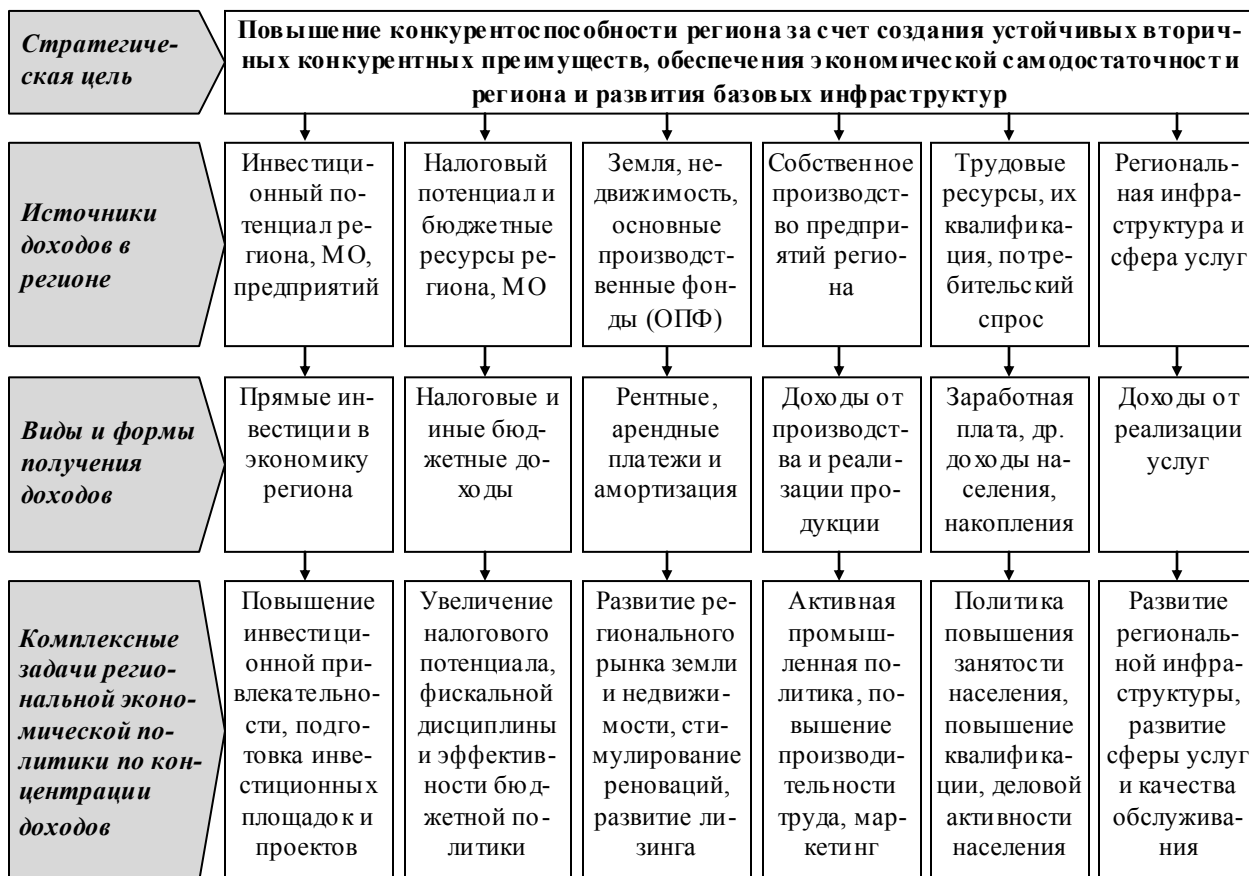 Стратегиче-
ская цель
Повышение конкурентоспособности региона за счет создания устойчивых вторич-
ных конкурентных преимуществ, обеспечения экономической самодостаточности
региона и развития базовых инфраструктур
Источники
доходов в
регионе
Инвестици-
онный по-
тенциал ре-
гиона, МО,
предприятий
Налоговый
потенциал и
бюджетные
ресурсы ре-
гиона, МО
Земля, не-
движимость,
основные
производст-
венные фон-
ды (ОПФ)
Собственное
производст-
во предпри-
ятий регио-
на
Трудовые
ресурсы, их
квалифика-
ция, потре-
бительский
спрос
Региональ-
ная инфра-
структура и
сфера услуг
Виды и формы
получения
доходов
Прямые ин-
вестиции в
экономику
региона
Налоговые и
иные бюд-
жетные до-
ходы
Рентные,
арендные
платежи и
амортизация
Доходы от
производст-
ва и реали-
зации про-
дукции
Заработная
плата, др.
доходы на-
селения,
накопления
Доходы от
реализации
услуг
Комплексные
задачи регио-
нальной эконо-
мической по-
литики по кон-
центрации
доходов
Повышение
инвестици-
онной при-
влекательно-
сти, подго-
товка инве-
стиционных
площадок и
проектов
Увеличение
налогового
потенциала,
фискальной
дисциплины
и эффектив-
ности бюд-
жетной по-
литики
Развитие ре-
гионального
рынка земли
и недвижи-
мости, сти-
мулирование
реноваций,
развитие ли-
зинга
Активная
промыш-
ленная по-
литика, по-
вышение
производи-
тельности
труда, мар-
кетинг
Политика
повышения
занятости
населения,
повышение
квалифика-
ции, деловой
активности
населения
Развитие
региональ-
ной инфра-
структуры,
развитие
сферы услуг
и качества
обслужива-
ния